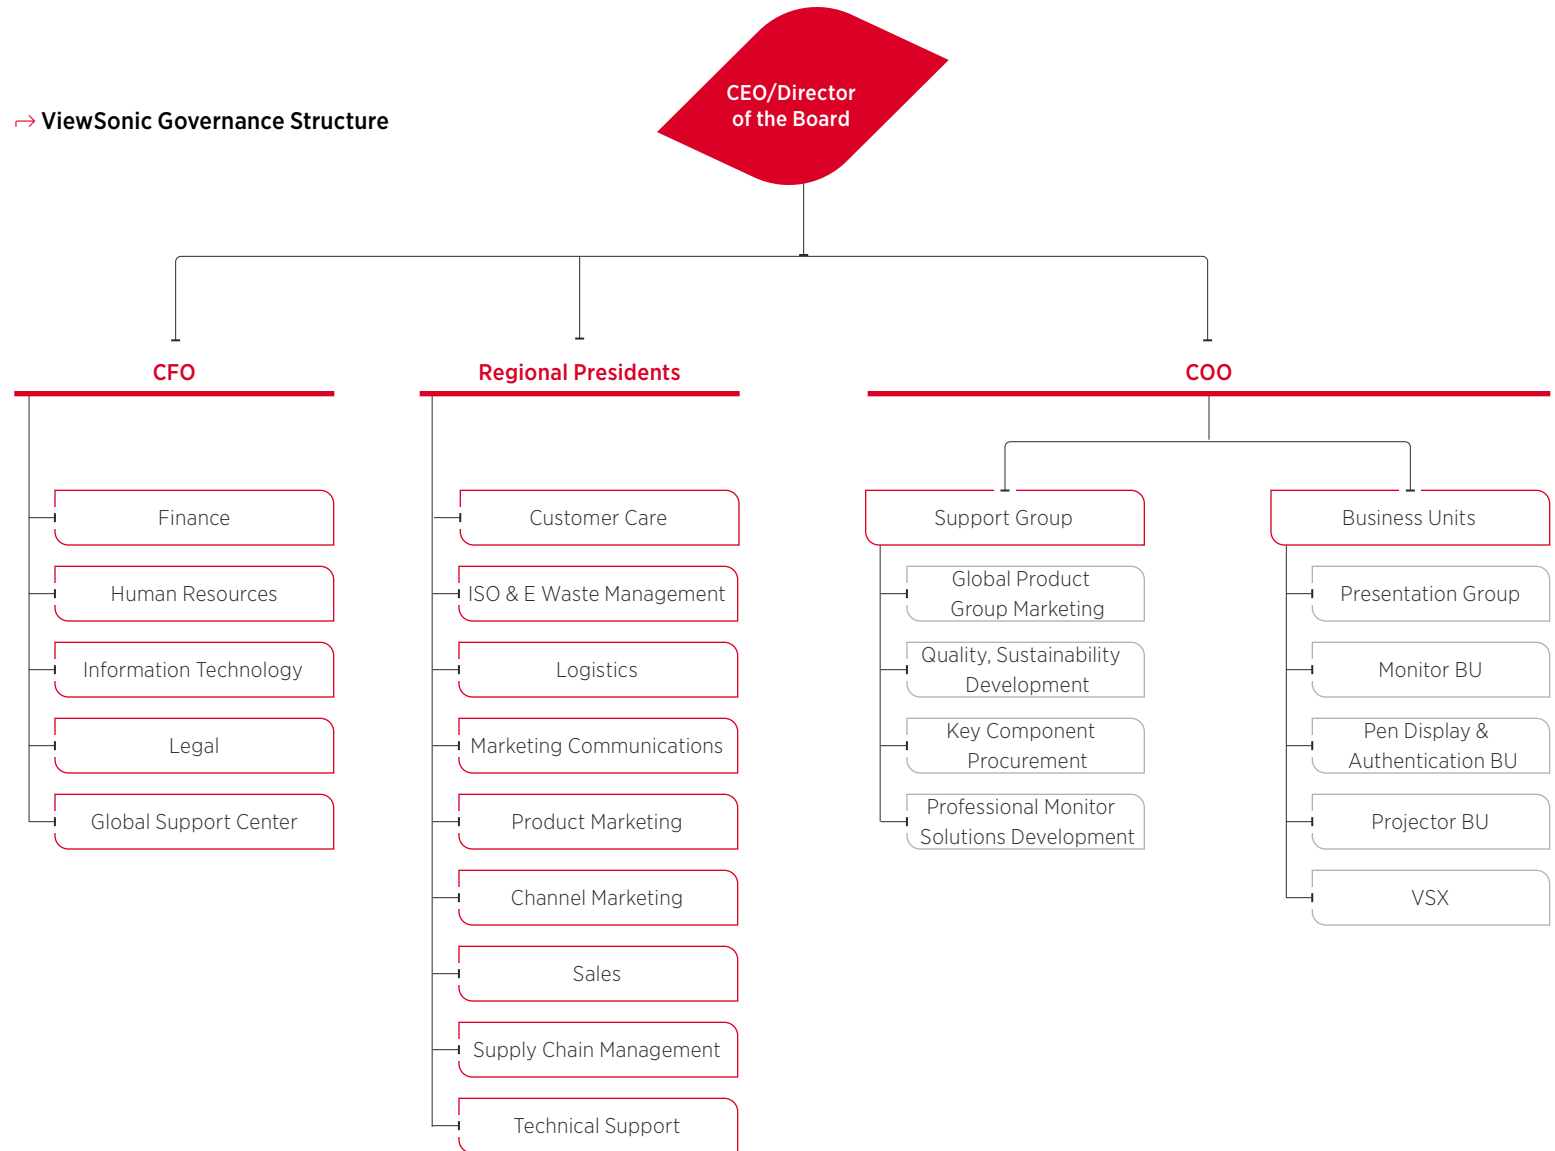 ViewSonic Governance Structure
CEO/Director
of the Board
CFO
Finance
Human Resources
Information Technology
Legal
Global Support Center
Regional Presidents
Customer Care
ISO & E Waste Management
Logistics
Marketing Communications
Product Marketing
Channel Marketing
Sales
Supply Chain Management
Technical Support
COO
Support Group
Global Product
Group Marketing
Quality, Sustainability
Development
Key Component
Procurement
Professional Monitor
Solutions Development
Business Units
Presentation Group
Monitor BU
Pen Display &
Authentication BU
Projector BU
VSX